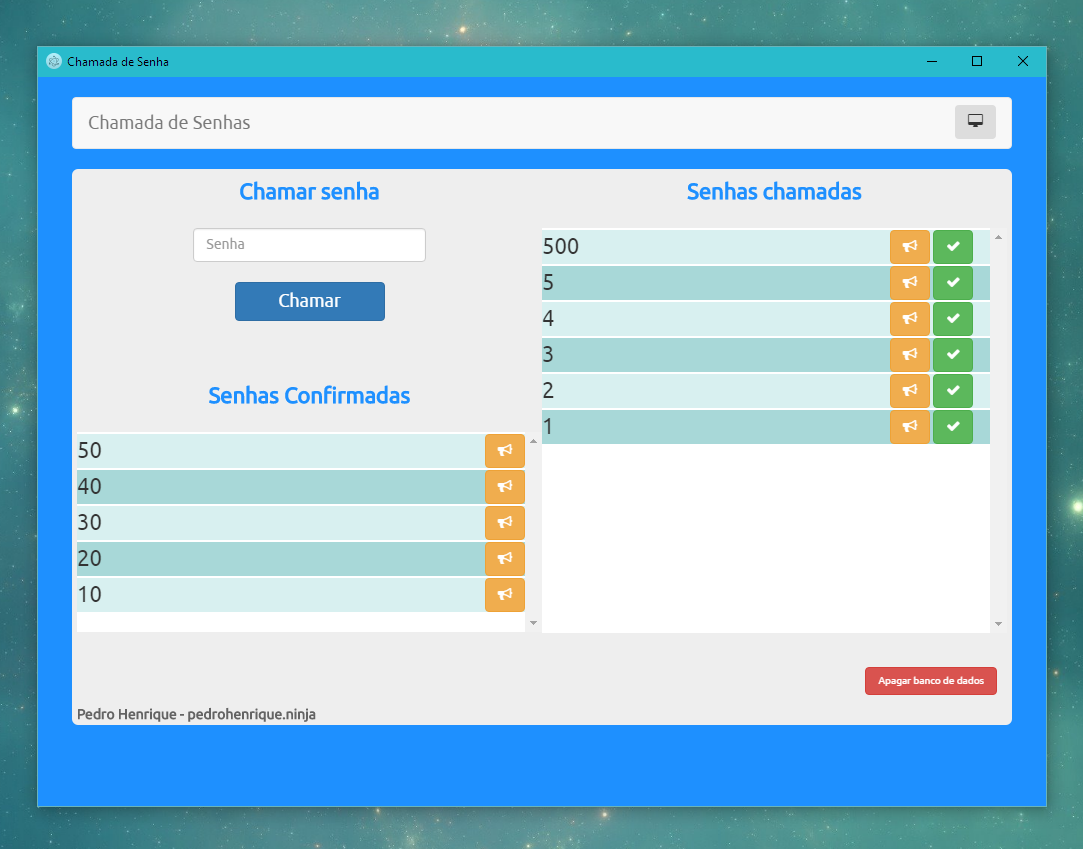 Chamada de Senha
Chamada de Senhas
Chamar senha
Senha
Chamar
Senhas Confirmadas
50
40
30
20
10
Senhas chamadas
500
5
4
3
2
1
Apagar banco de dados
Pedro Henrique - pedrohenrique.ninja